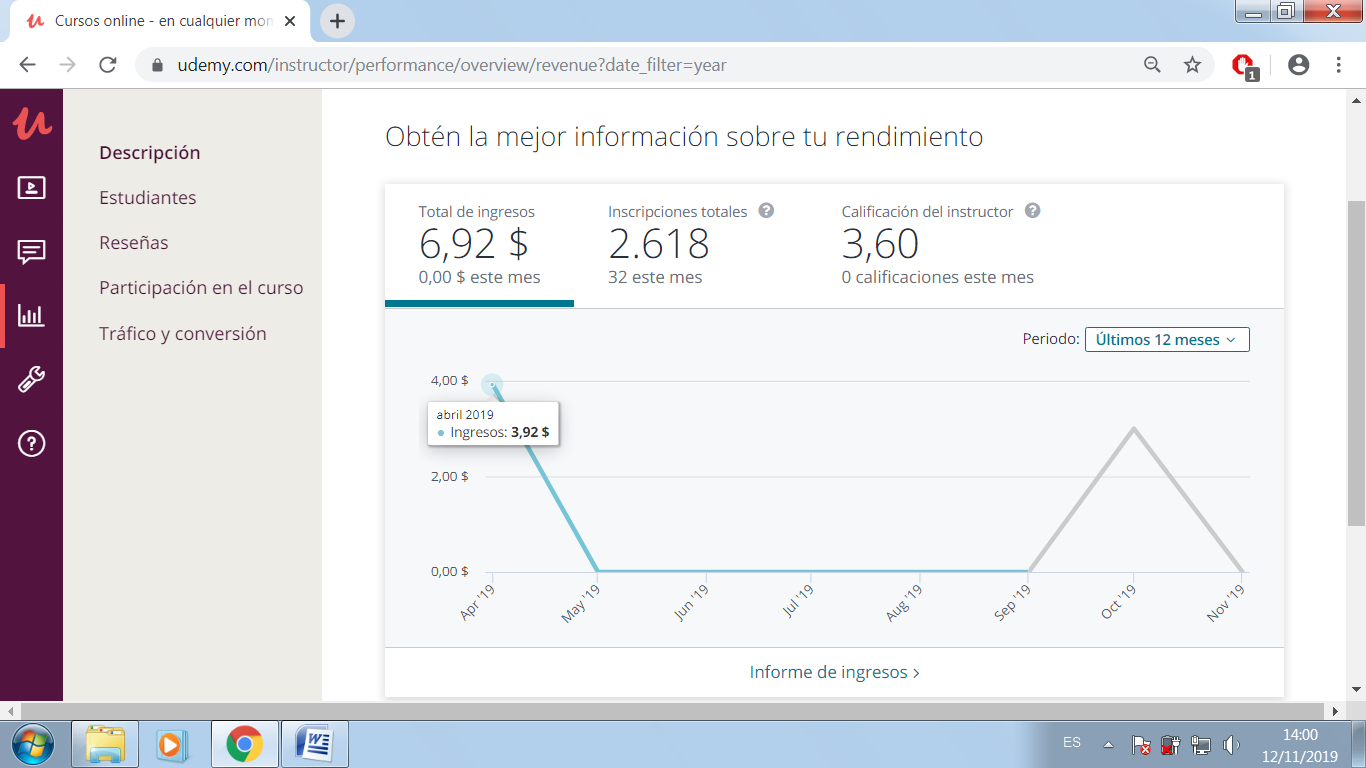 Cursos online - en cualquier mon
udemy.com/instructor/performance/overview/revenue?date_filter=year
1
Descripción
Estudiantes
Reseñas
Participación en el curso
Tráfico y conversión
Obtén la mejor información sobre tu rendimiento
Total de ingresos
6,92 $
0,00 $ este mes
Inscripciones totales ?
2.618
32 este mes
Calificación del instructor ?
3,60
0 calificaciones este mes
Periodo: Últimos 12 meses
4,00 $
abril 2019
Ingresos: 3,92 $
2,00 $
0,00 $
Apr '19
May '19
Jun '19
Jul '19
Aug '19
Sep '19
Oct '19
Nov '19
Informe de ingresos
ES
14:00
12/11/2019